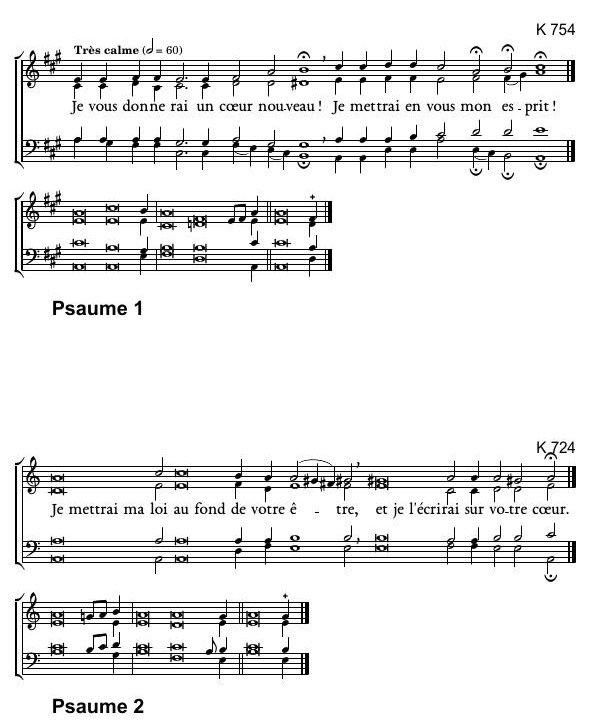 K 754
Très calme (𝅗𝅥 = 60)
Je vous donne rai un cœur nou-veau ! Je mettrai en vous mon es - prit !
Psaume 1
K 724
Je mettrai ma loi au fond de votre ê - tre, et je l'écrirai sur vo-tre cœur.
Psaume 2